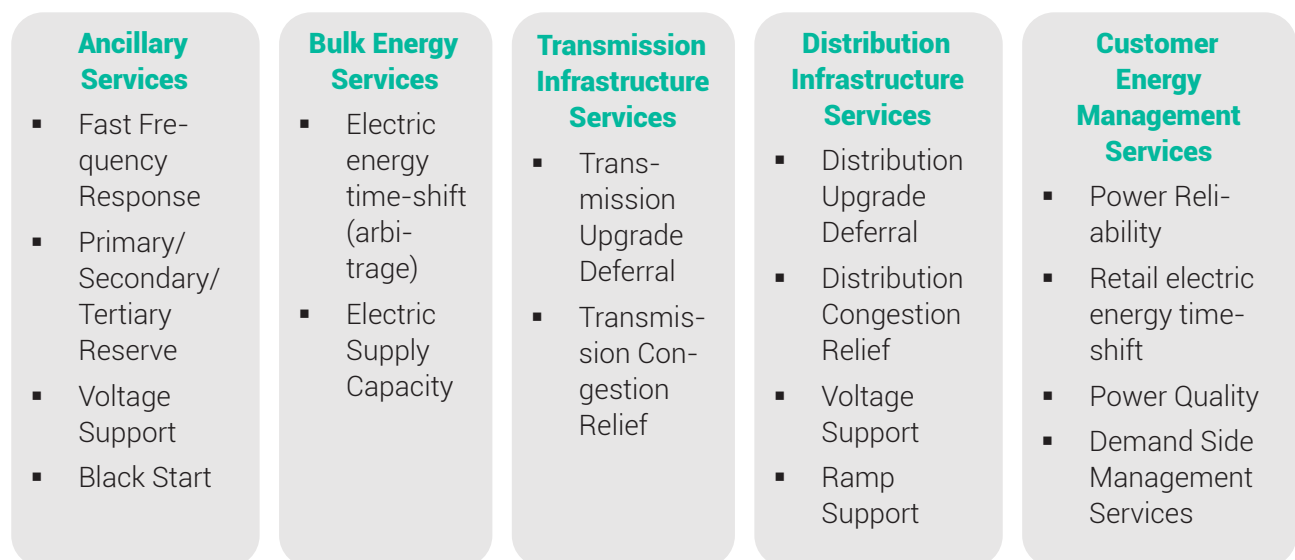 Ancillary
Services
▪ Fast Fre-
quency
Response
▪ Primary/
Secondary/
Tertiary
Reserve
▪ Voltage
Support
▪ Black Start
Bulk Energy
Services
▪ Electric
energy
time-shift
(arbi-
trage)
▪ Electric
Supply
Capacity
Transmission
Infrastructure
Services
▪ Trans-
mission
Upgrade
Deferral
▪ Transmis-
sion Con-
gestion
Relief
Distribution
Infrastructure
Services
▪ Distribution
Upgrade
Deferral
▪ Distribution
Congestion
Relief
▪ Voltage
Support
▪ Ramp
Support
Customer
Energy
Management
Services
▪ Power Reli-
ability
▪ Retail electric
energy time-
shift
▪ Power Quality
▪ Demand Side
Management
Services